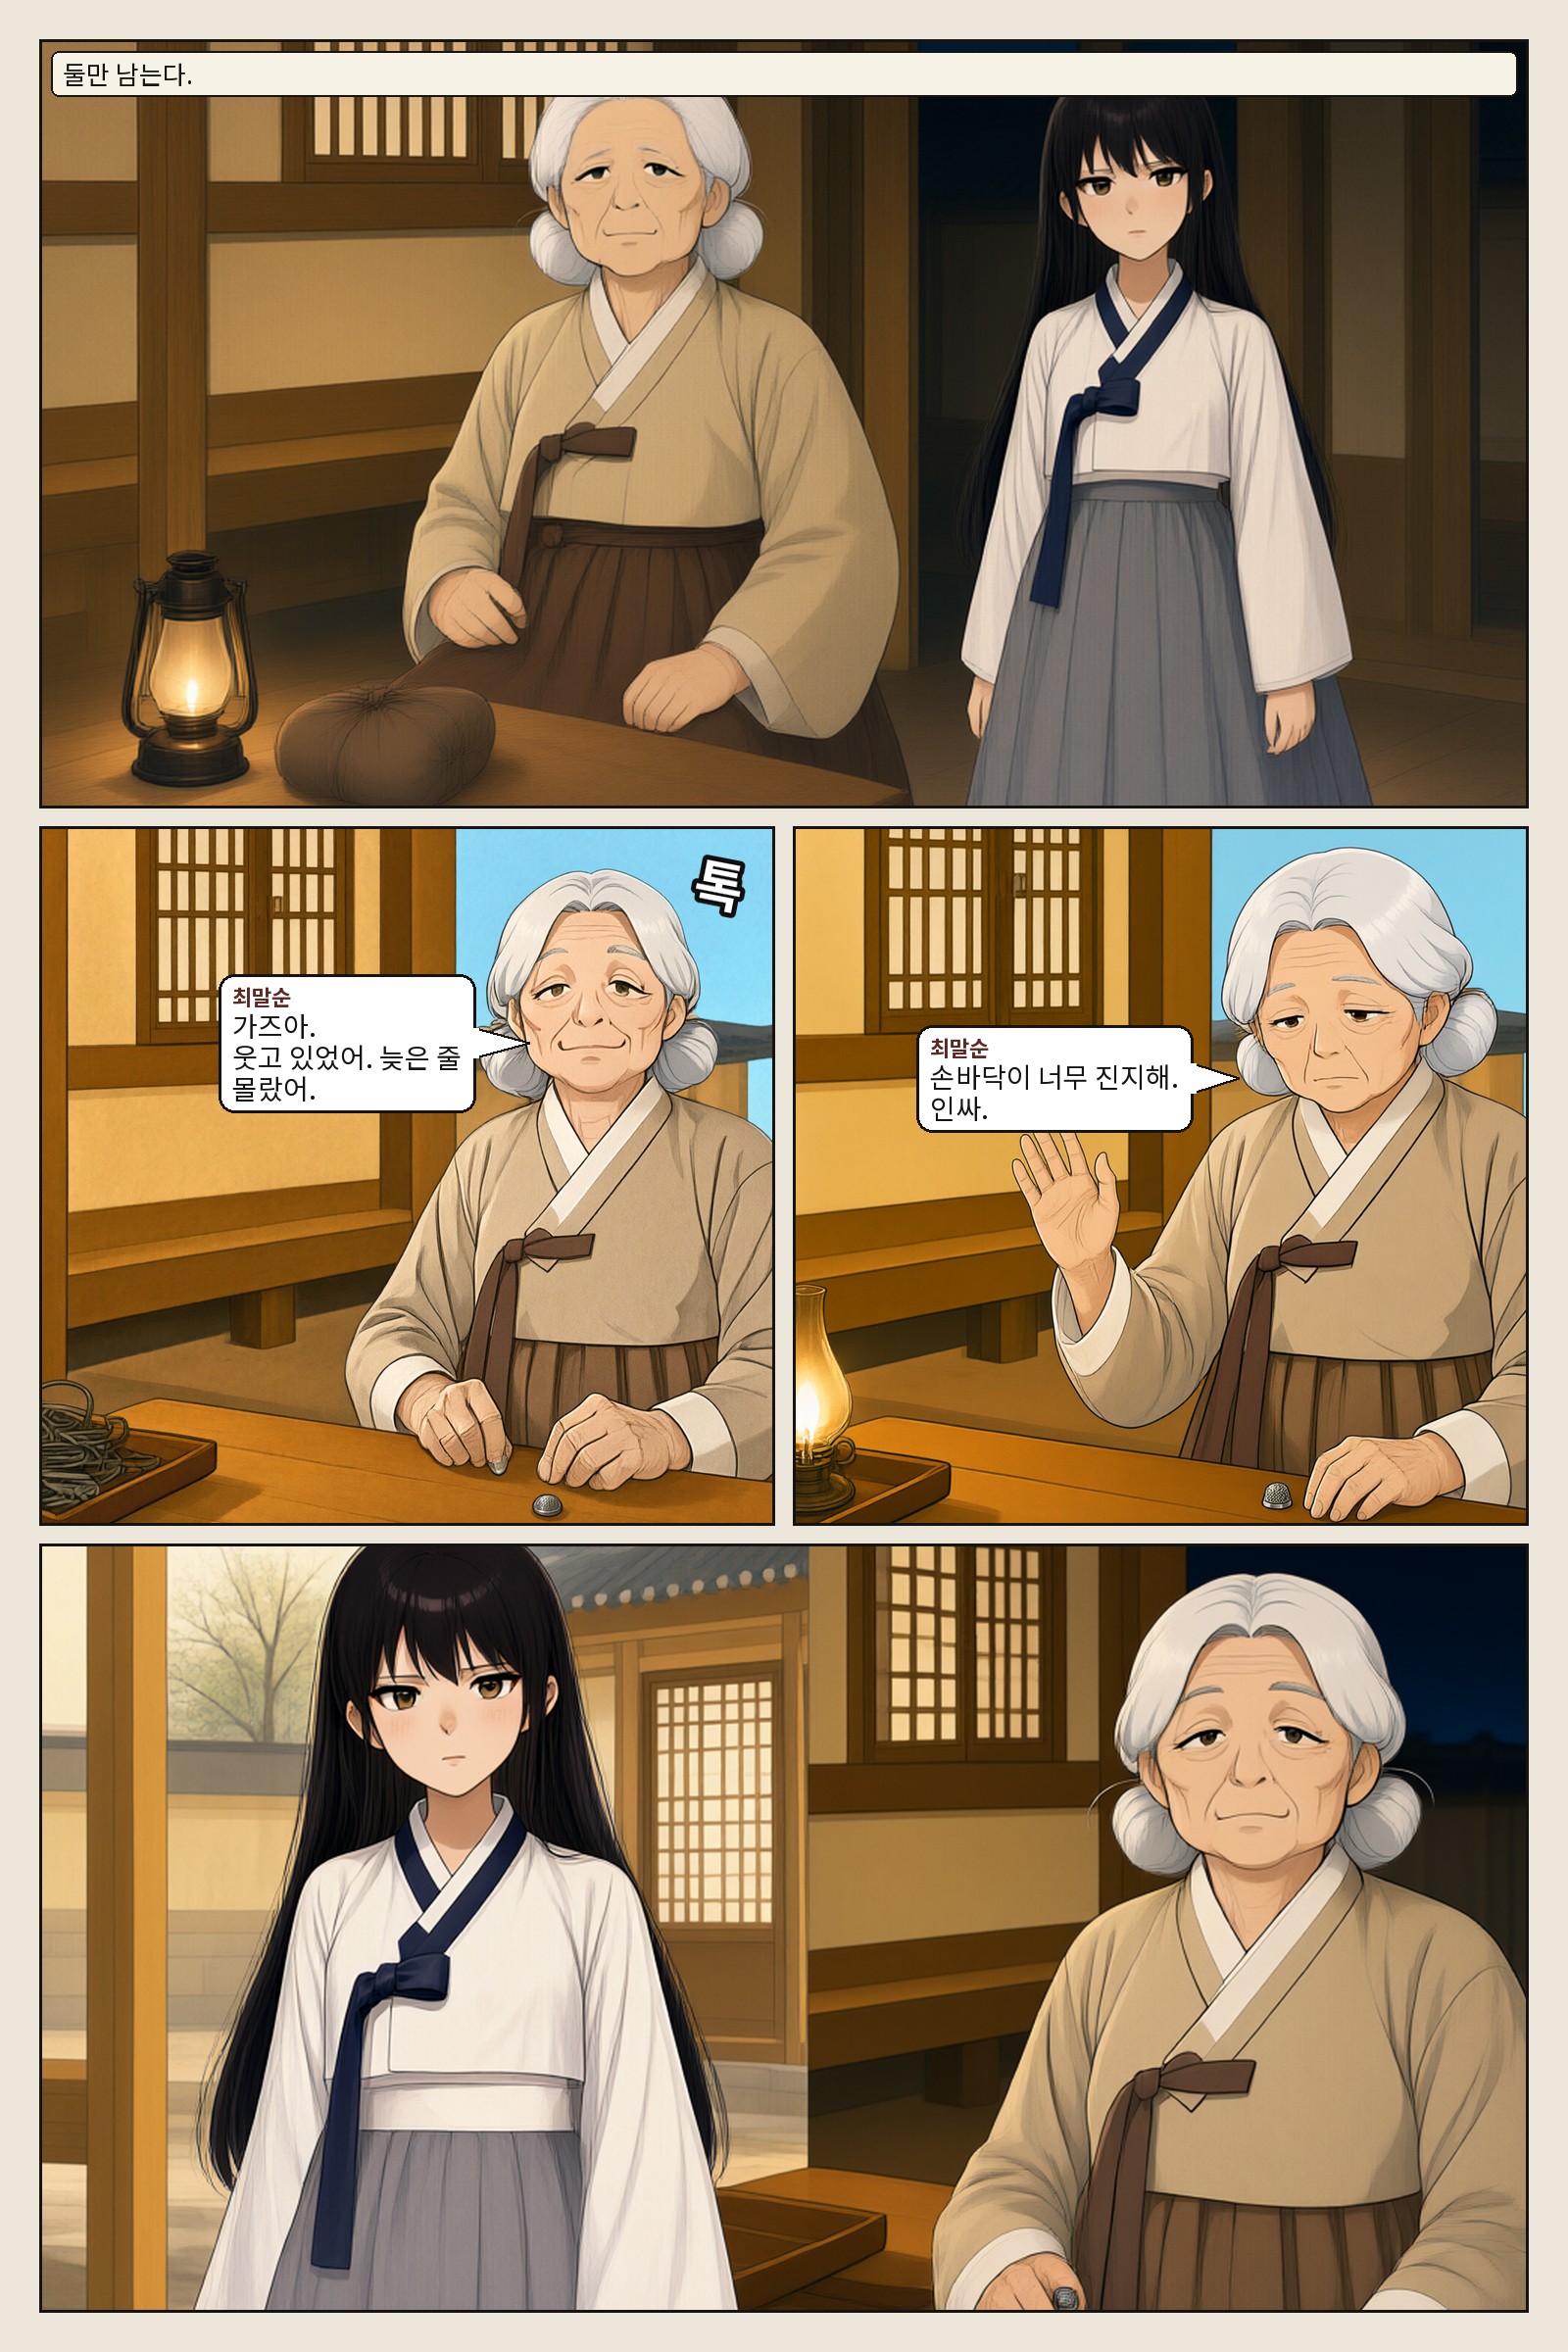 둘만 남는다.
톡
최말순
가즈아.
웃고 있었어. 늦은 줄
몰랐어.
최말순
손바닥이 너무 진지해.
인싸.